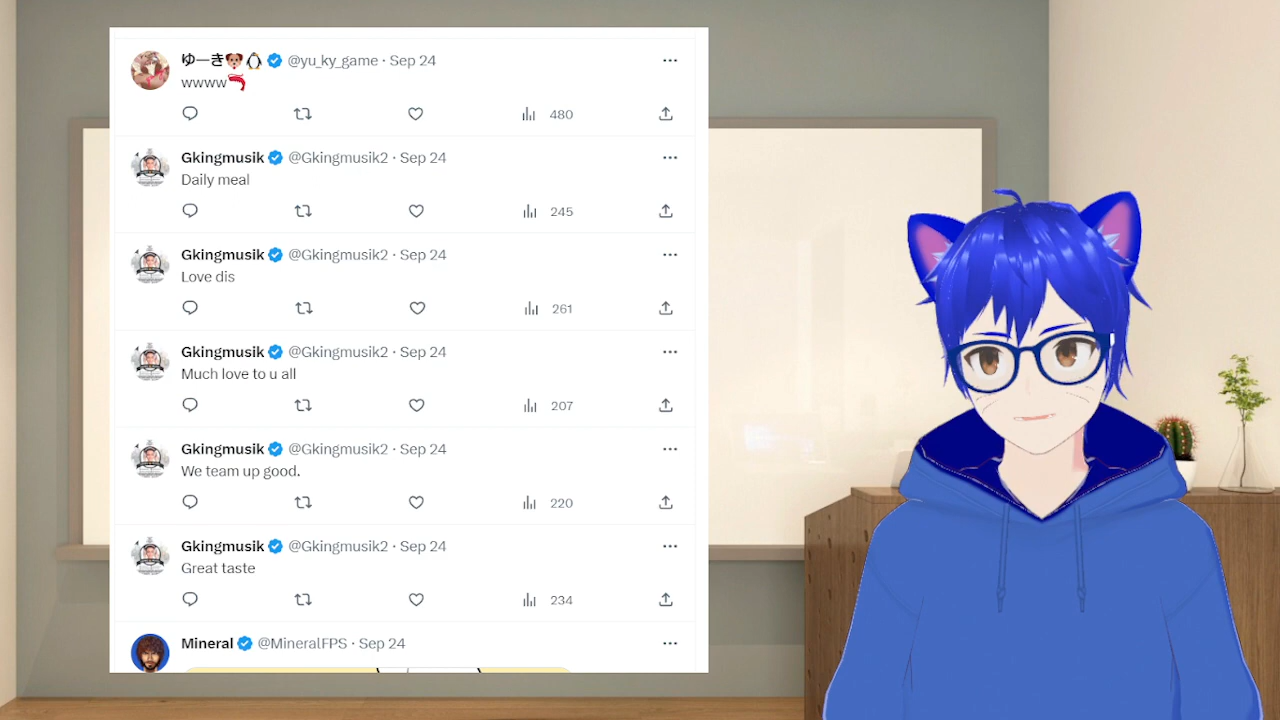 ゆーき🐶🐧 @yu_ky_game · Sep 24
wwww🦐
480
Gkingmusik @Gkingmusik2 · Sep 24
Daily meal
245
Gkingmusik @Gkingmusik2 · Sep 24
Love dis
261
Gkingmusik @Gkingmusik2 · Sep 24
Much love to u all
207
Gkingmusik @Gkingmusik2 · Sep 24
We team up good.
220
Gkingmusik @Gkingmusik2 · Sep 24
Great taste
234
Mineral @MineralFPS · Sep 24